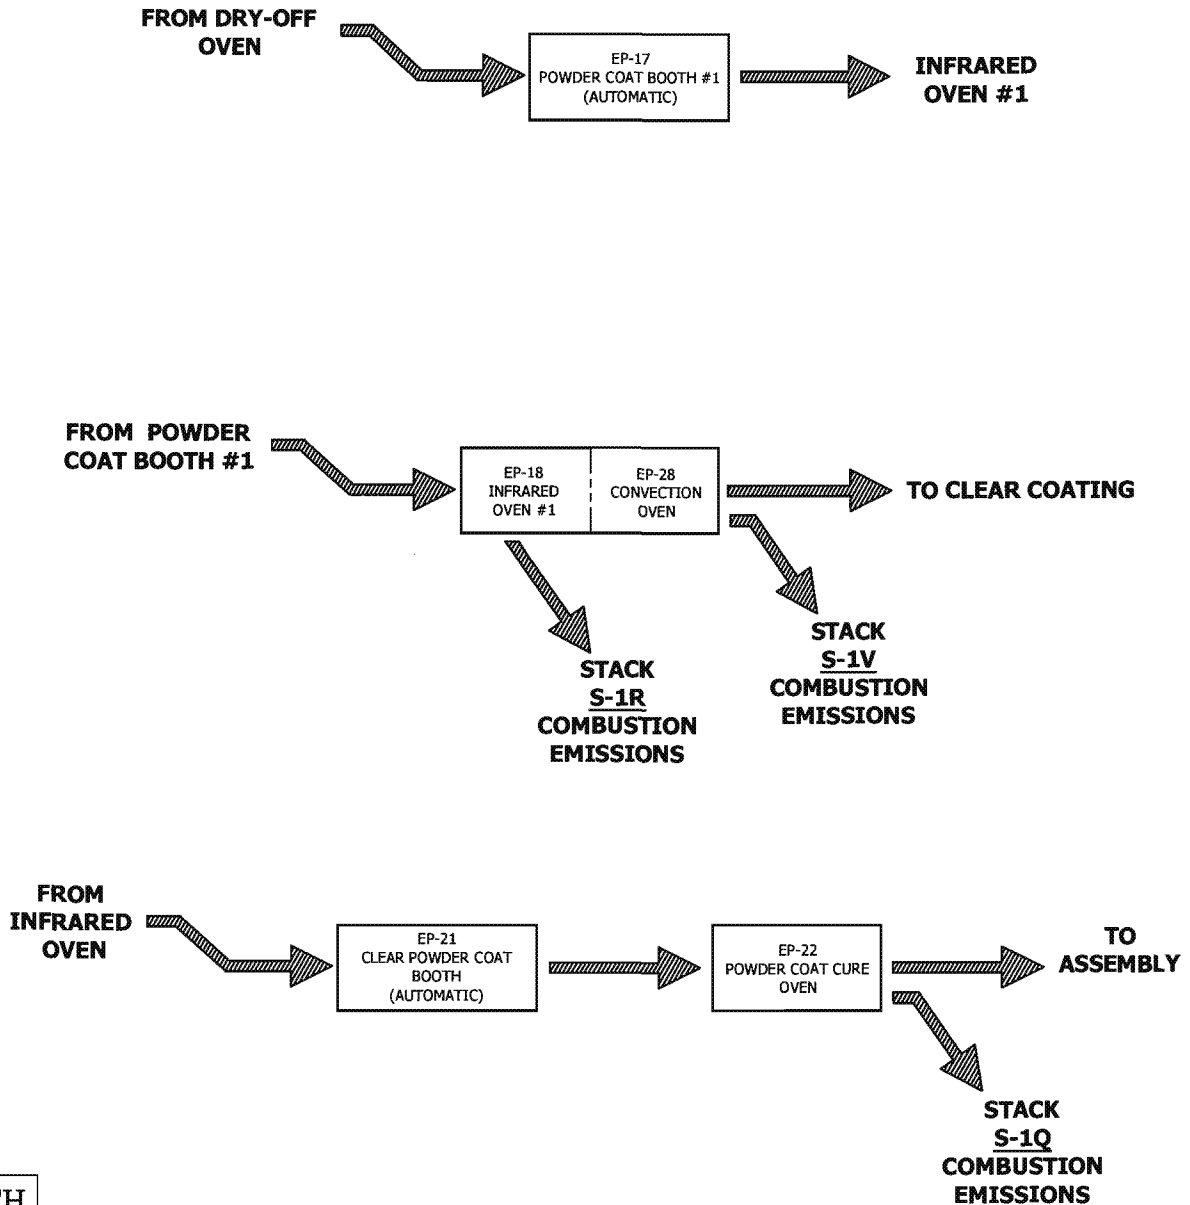 FROM DRY-OFF
OVEN
EP-17
POWDER COAT BOOTH #1
(AUTOMATIC)
INFRARED
OVEN #1
FROM POWDER
COAT BOOTH #1
EP-18
INFRARED
OVEN #1
EP-28
CONVECTION
OVEN
TO CLEAR COATING
STACK
S-1R
COMBUSTION
EMISSIONS
STACK
S-1V
COMBUSTION
EMISSIONS
FROM
INFRARED
OVEN
EP-21
CLEAR POWDER COAT
BOOTH
(AUTOMATIC)
EP-22
POWDER COAT CURE
OVEN
TO
ASSEMBLY
STACK
S-1Q
COMBUSTION
EMISSIONS